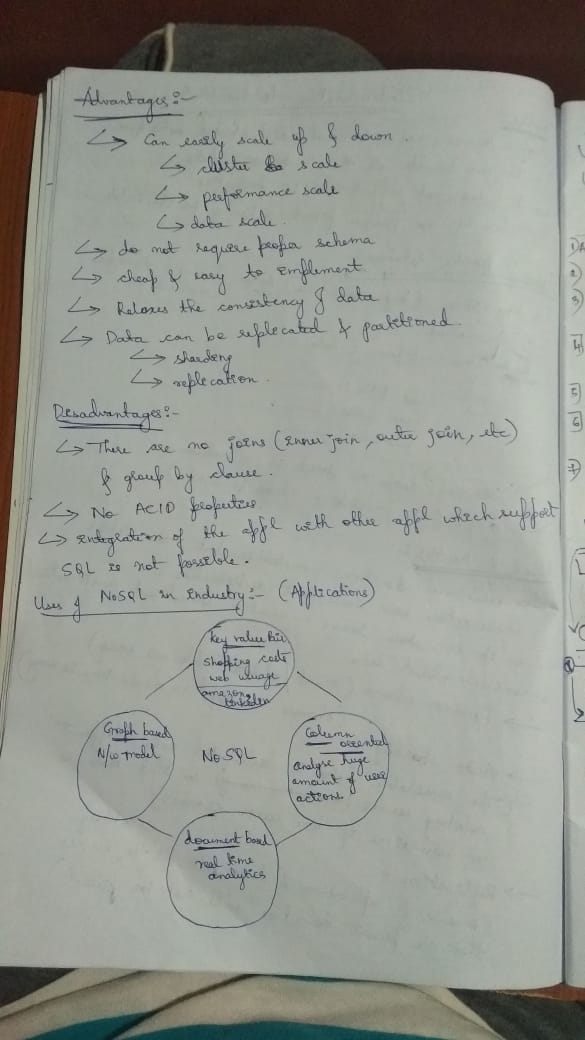 Advantages :-
↳ Can easily scale up & down.
↳ cluster scale
↳ performance scale
↳ data scale.
↳ do not require proper schema
↳ cheap & easy to implement.
↳ Relaxes the consistency of data
↳ Data can be replicated & partitioned.
↳ sharding
↳ replication.
Disadvantages :-
↳ There are no joins (Inner join, outer join, etc)
& group by clause.
↳ No ACID properties
↳ Integration of the appl with other appl which support
SQL is not possible.
Uses of NoSQL in Industry :- (Applications)
key value
shopping carts
web usage
amazon,
linkedin
Graph based
N/w model
NoSQL
Column
oriented
analyse huge
amount of user
actions
document based
real time
analytics
1)
2)
3)
4)
5)
6)
7)